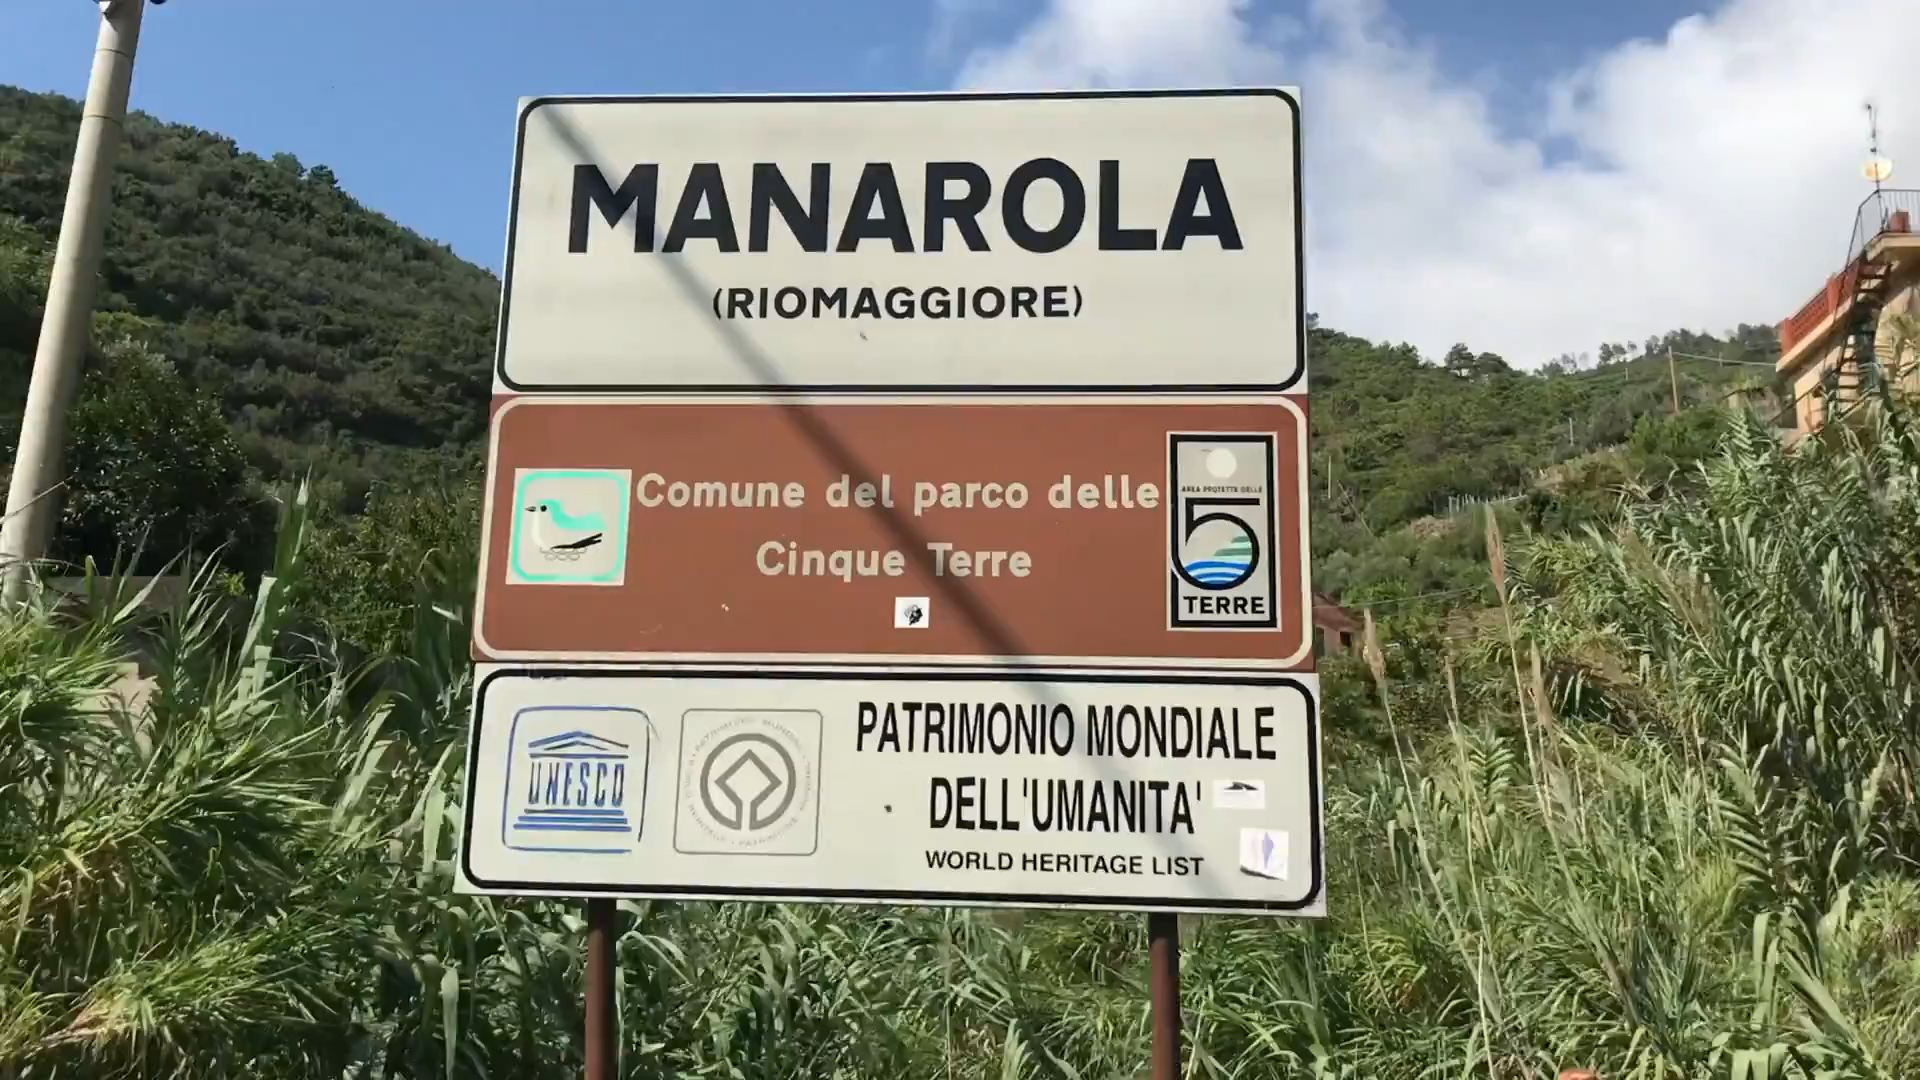 MANAROLA
(RIOMAGGIORE)
Comune del parco delle
Cinque Terre
AREA PROTETTE DELLE
5
TERRE
UNESCO
PATRIMONIO MONDIALE
DELL'UMANITA'
WORLD HERITAGE LIST